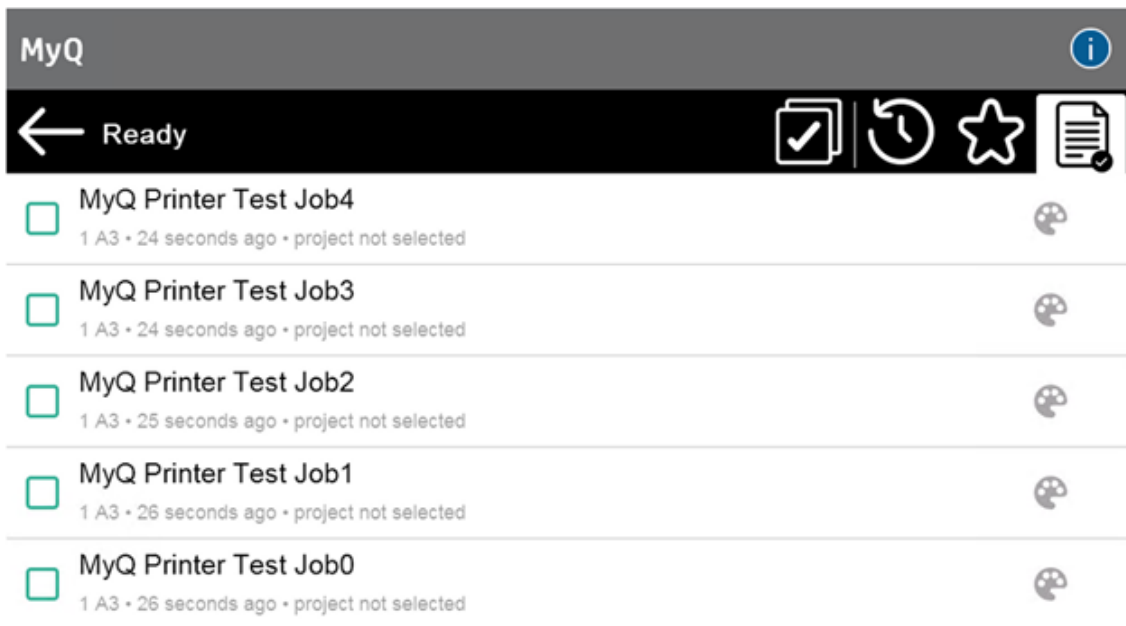 MyQ
i
Ready
MyQ Printer Test Job4
1 A3 • 24 seconds ago • project not selected
MyQ Printer Test Job3
1 A3 • 24 seconds ago • project not selected
MyQ Printer Test Job2
1 A3 • 25 seconds ago • project not selected
MyQ Printer Test Job1
1 A3 • 26 seconds ago • project not selected
MyQ Printer Test Job0
1 A3 • 26 seconds ago • project not selected